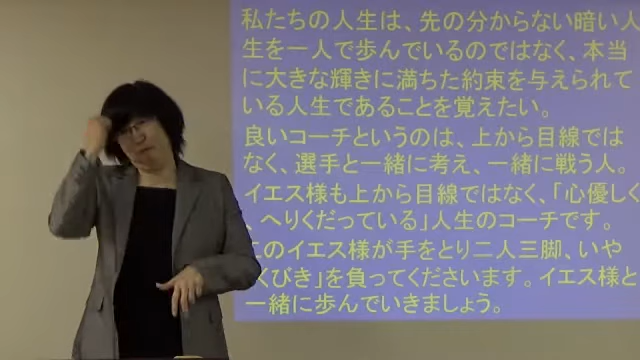 私たちの人生は、先の分からない暗い人
生を一人で歩んでいるのではなく、本当
に大きな輝きに満ちた約束を与えられて
いる人生であることを覚えたい。
良いコーチというのは、上から目線では
なく、選手と一緒に考え、一緒に戦う人。
イエス様も上から目線ではなく、「心優しく
、へりくだっている」人生のコーチです。
このイエス様が手をとり二人三脚、いや
くびき」を負ってくださいます。イエス様と
一緒に歩んでいきましょう。